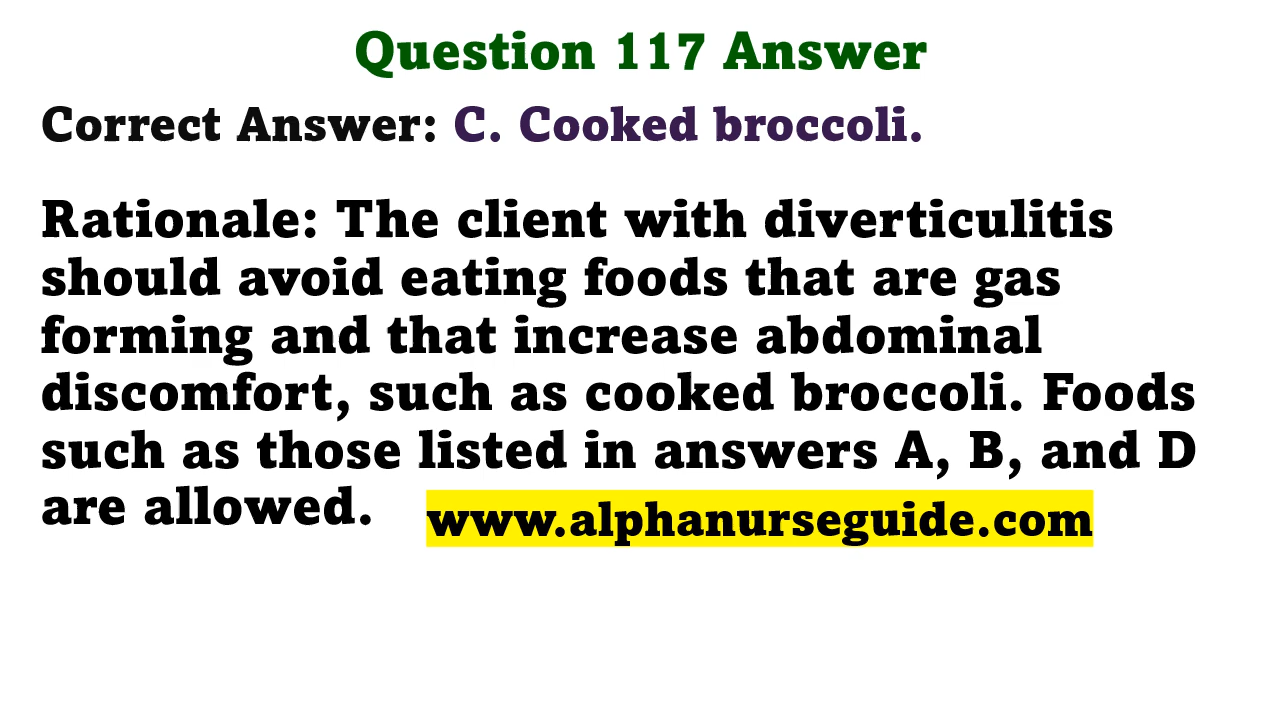 Question 117 Answer
Correct Answer: C. Cooked broccoli.
Rationale: The client with diverticulitis
should avoid eating foods that are gas
forming and that increase abdominal
discomfort, such as cooked broccoli. Foods
such as those listed in answers A, B, and D
are allowed.
www.alphanurseguide.com